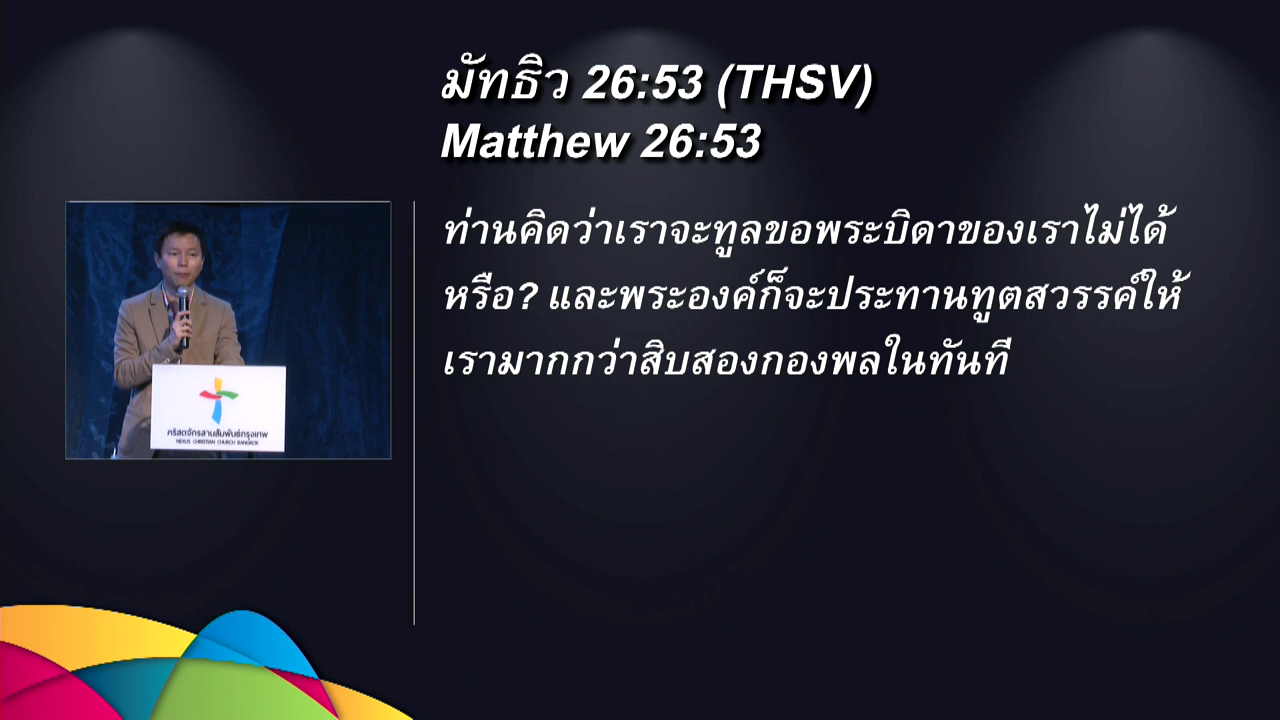 มัทธิว 26:53 (THSV)
Matthew 26:53
ท่านคิดว่าเราจะทูลขอพระบิดาของเราไม่ได้
หรือ? และพระองค์ก็จะประทานทูตสวรรค์ให้
เรามากกว่าสิบสองกองพลในทันที
คริสตจักรสานสัมพันธ์กรุงเทพ
NEXUS CHRISTIAN CHURCH BANGKOK